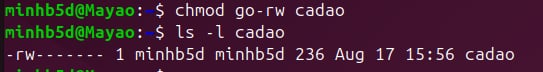 minhb5d@Mayao:~$ chmod go-rw cadao
minhb5d@Mayao:~$ ls -l cadao
-rw------- 1 minhb5d minhb5d 236 Aug 17 15:56 cadao